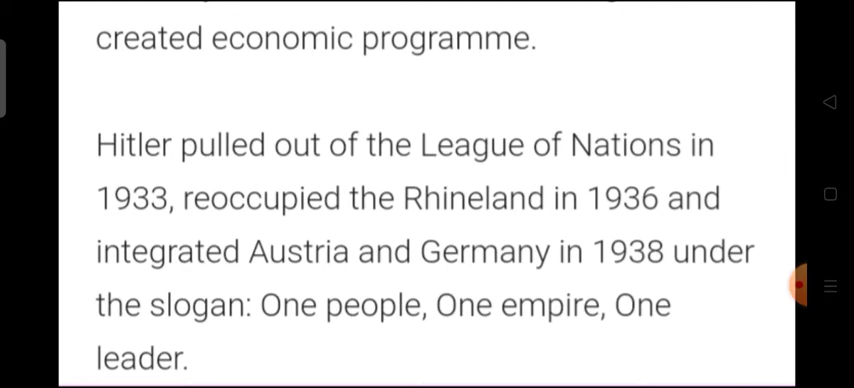 created economic programme.
Hitler pulled out of the League of Nations in
1933, reoccupied the Rhineland in 1936 and
integrated Austria and Germany in 1938 under
the slogan: One people, One empire, One
leader.